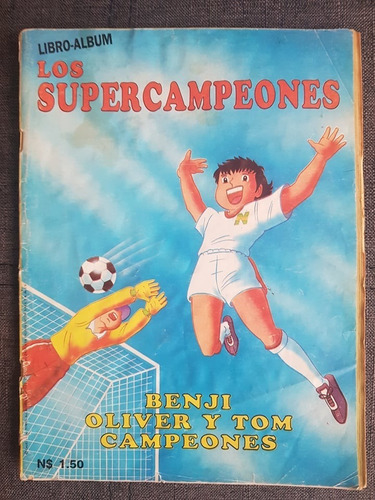 LIBRO-ALBUM
LOS
SUPERCAMPEONES
N
BENJI
OLIVER Y TOM
CAMPEONES
N$ 1.50